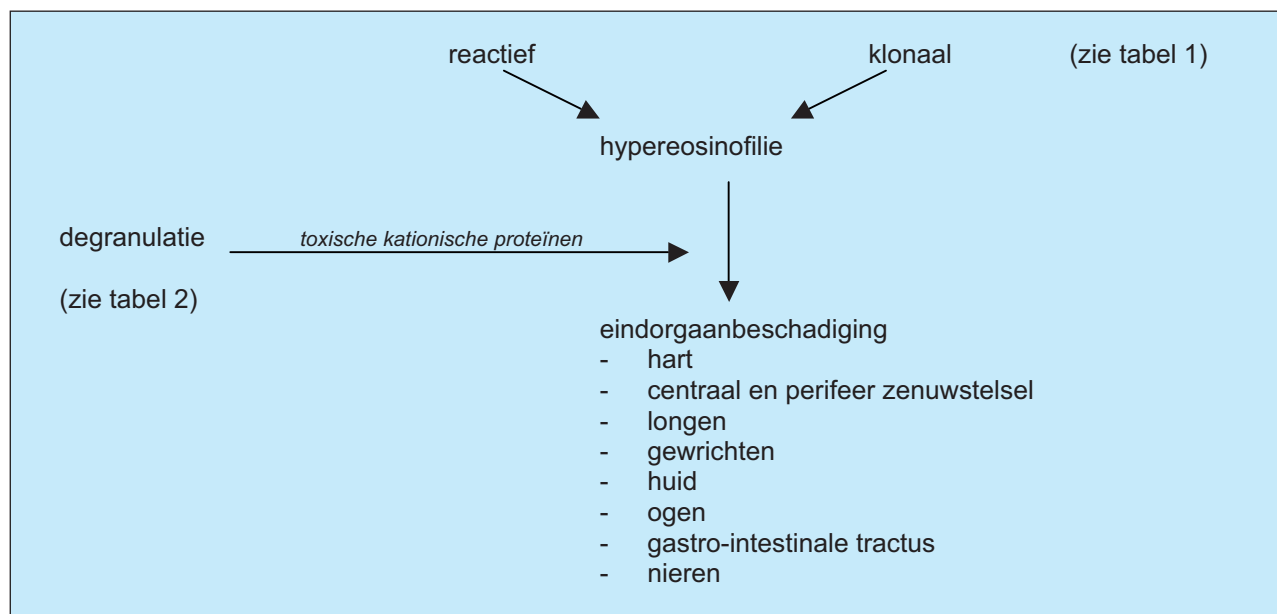 reactief klonaal (zie tabel 1)
hypereosinofilie
degranulatie toxische kationische proteïnen
(zie tabel 2)
eindorgaanbeschadiging
- hart
- centraal en perifeer zenuwstelsel
- longen
- gewrichten
- huid
- ogen
- gastro-intestinale tractus
- nieren